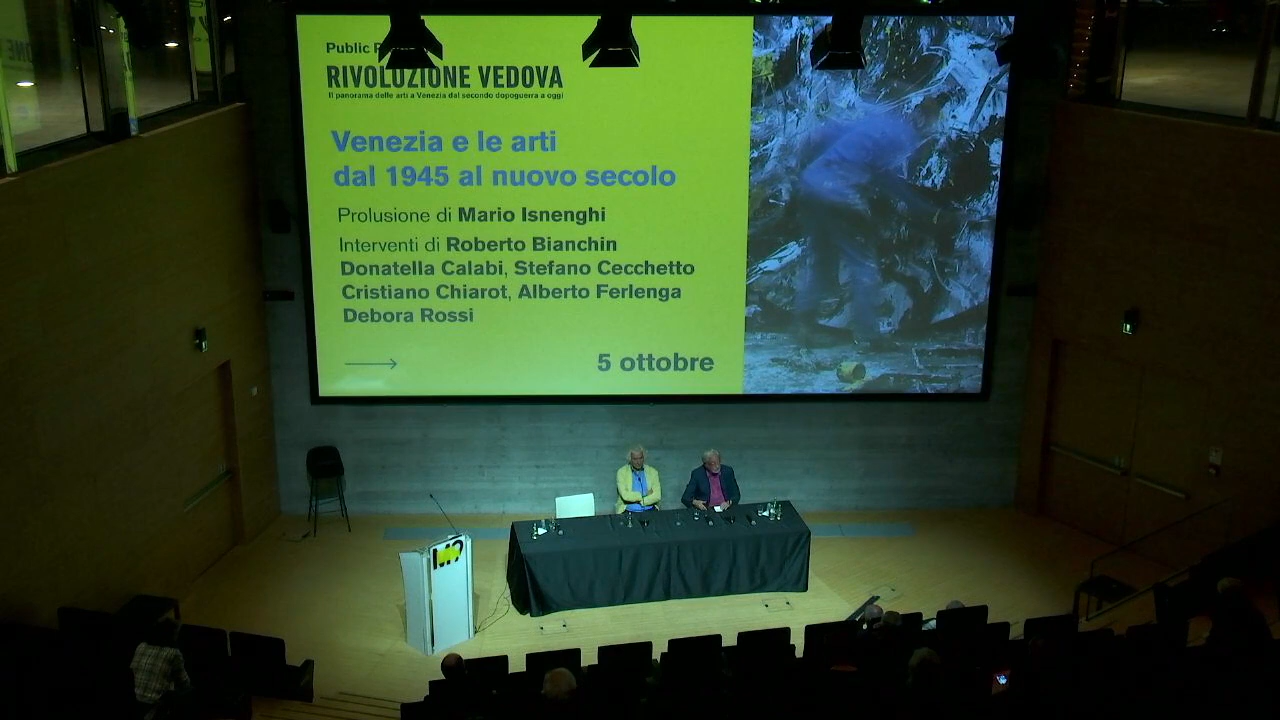 Public
RIVOLUZIONE VEDOVA
Il panorama delle arti a Venezia dal secondo dopoguerra a oggi
Venezia e le arti
dal 1945 al nuovo secolo
Prolusione di Mario Isnenghi
Interventi di Roberto Bianchin
Donatella Calabi, Stefano Cecchetto
Cristiano Chiarot, Alberto Ferlenga
Debora Rossi
5 ottobre
M9